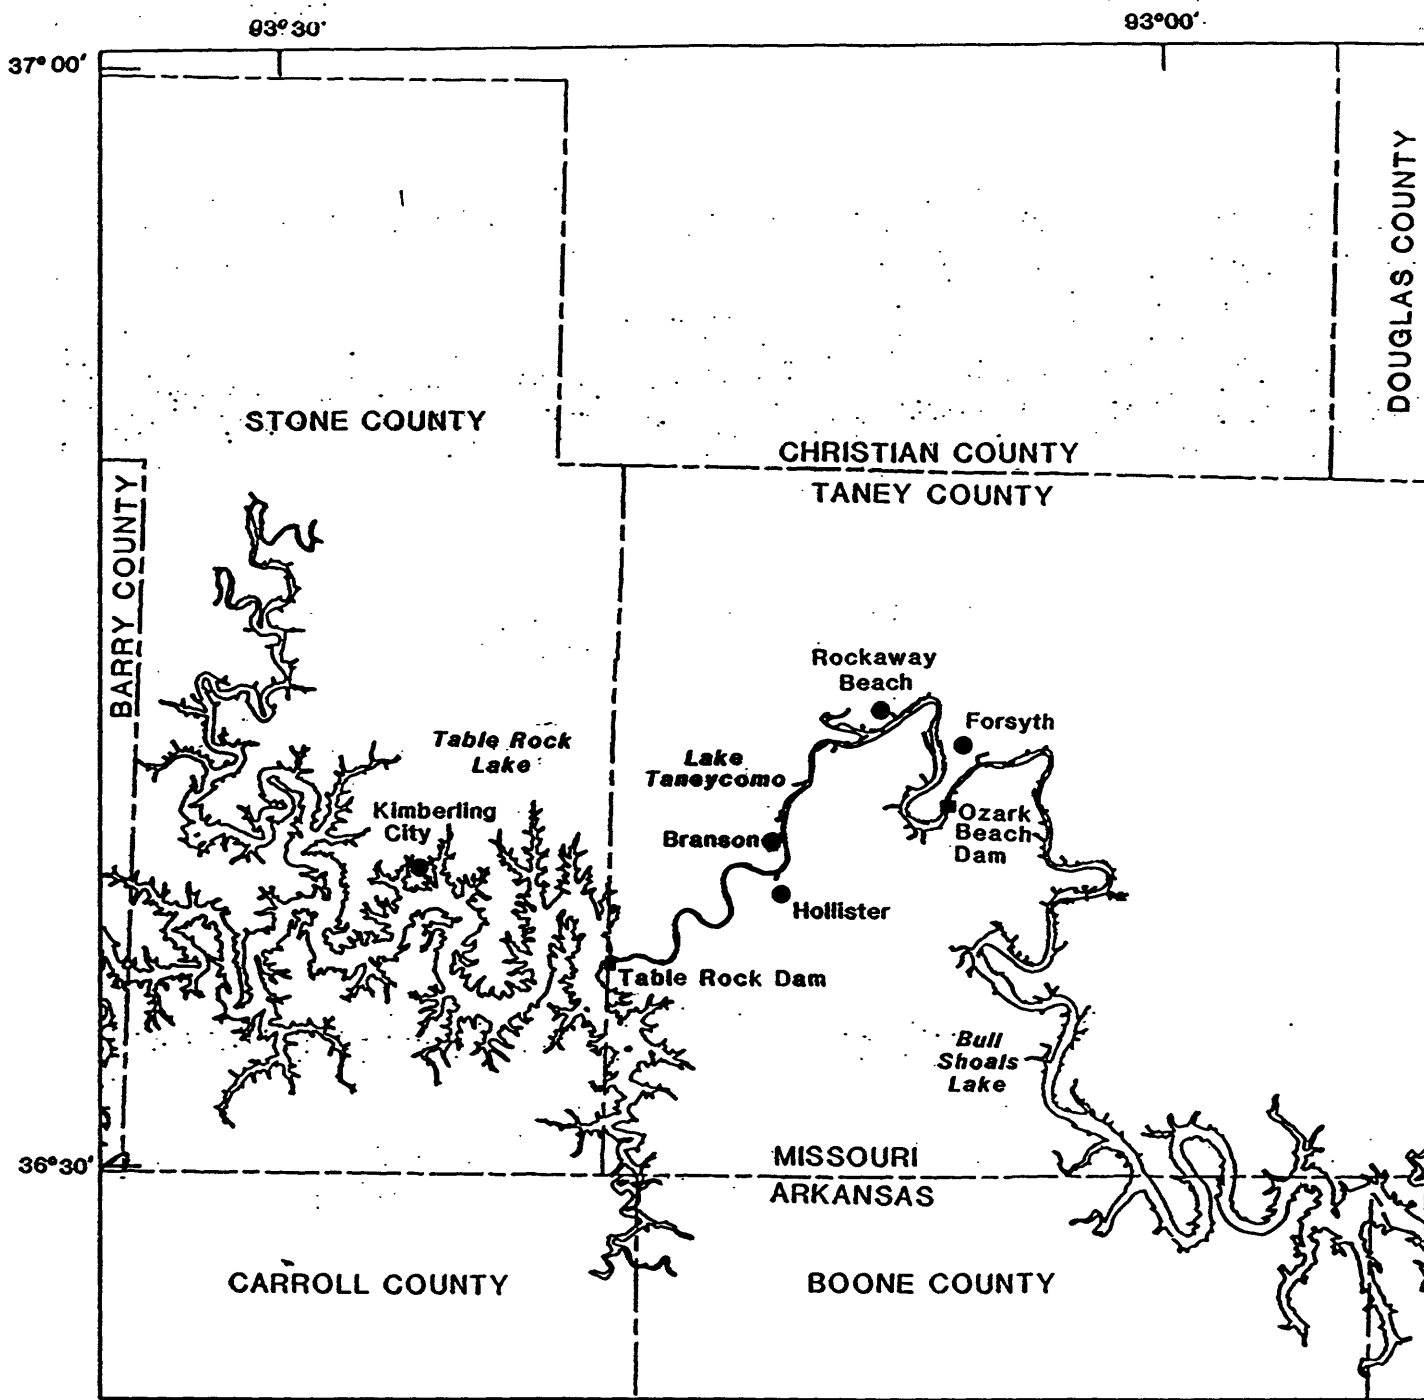 93° 30'
93° 00'
37° 00'
DOUGLAS COUNTY
STONE COUNTY
CHRISTIAN COUNTY
TANEY COUNTY
BARRY COUNTY
Rockaway
Beach
Forsyth
Table Rock
Lake
Lake
Taneycomo
Kimberling
City
Ozark
Beach
Dam
Branson
Hollister
Table Rock Dam
Bull
Shoals
Lake
36° 30'
MISSOURI
ARKANSAS
CARROLL COUNTY
BOONE COUNTY